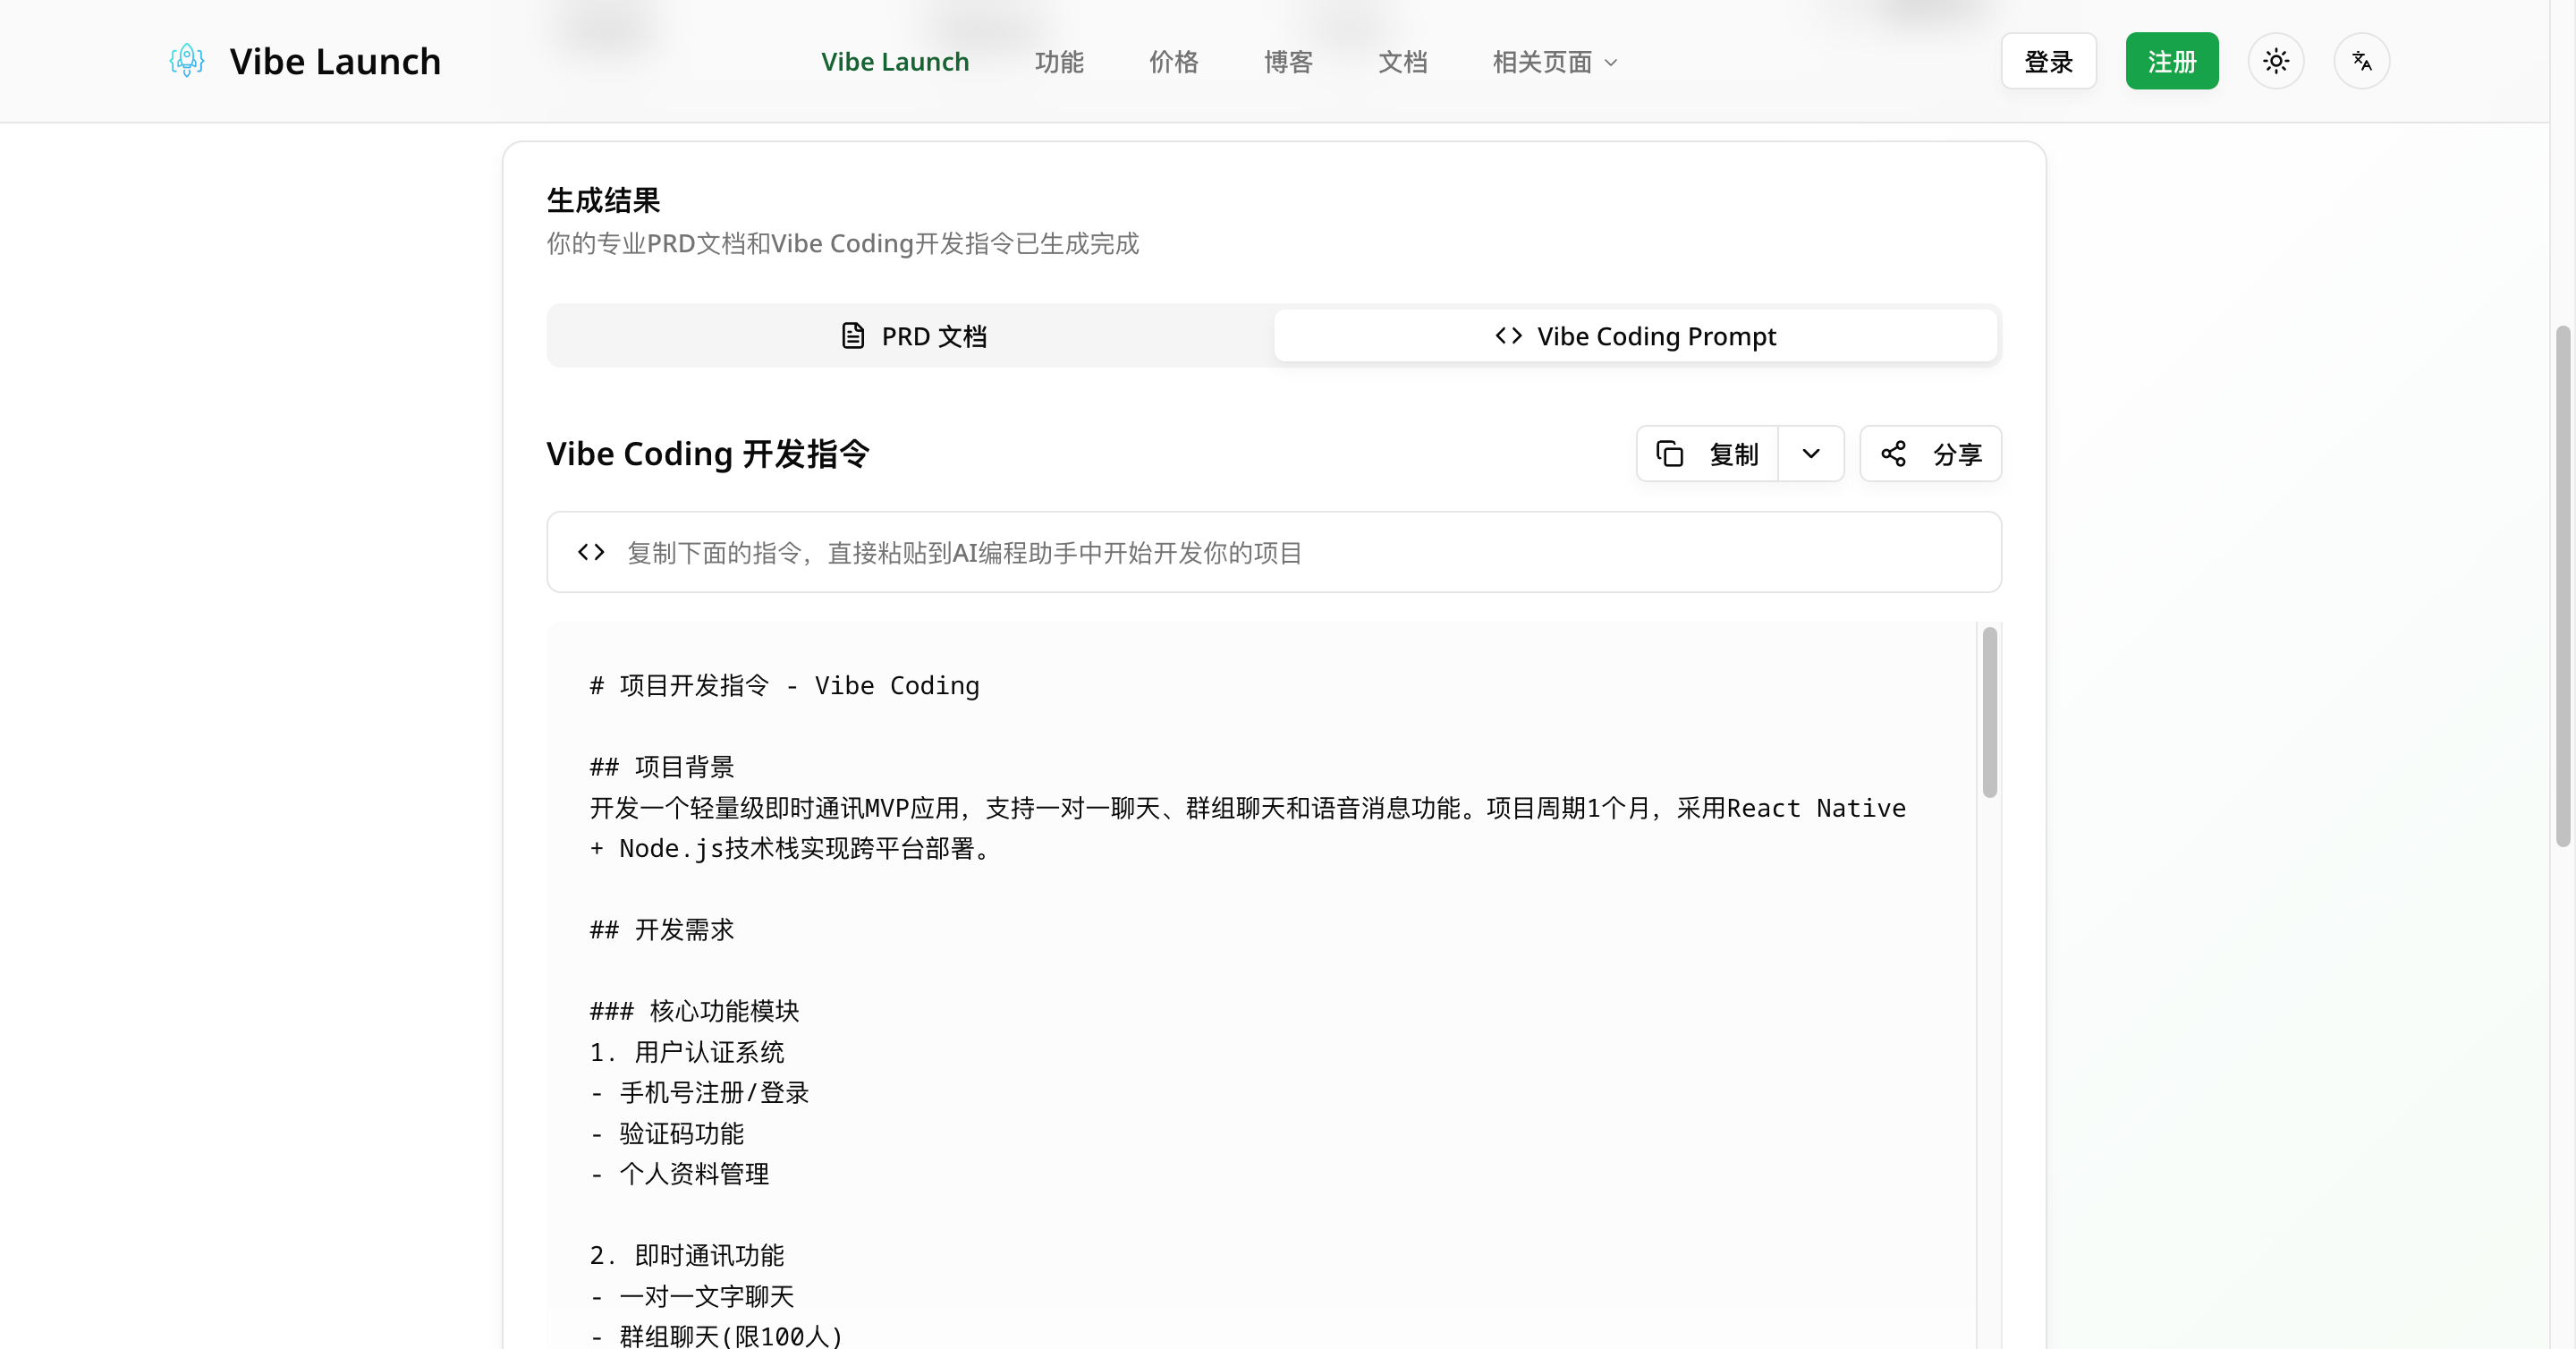 Vibe Launch
Vibe Launch 功能 价格 博客 文档 相关页面
登录 注册
生成结果
你的专业PRD文档和Vibe Coding开发指令已生成完成
PRD 文档
Vibe Coding Prompt
Vibe Coding 开发指令
复制
分享
复制下面的指令，直接粘贴到AI编程助手中开始开发你的项目
# 项目开发指令 - Vibe Coding
## 项目背景
开发一个轻量级即时通讯MVP应用，支持一对一聊天、群组聊天和语音消息功能。项目周期1个月，采用React Native
+ Node.js技术栈实现跨平台部署。
## 开发需求
### 核心功能模块
1. 用户认证系统
- 手机号注册/登录
- 验证码功能
- 个人资料管理
2. 即时通讯功能
- 一对一文字聊天
- 群组聊天(限100人)